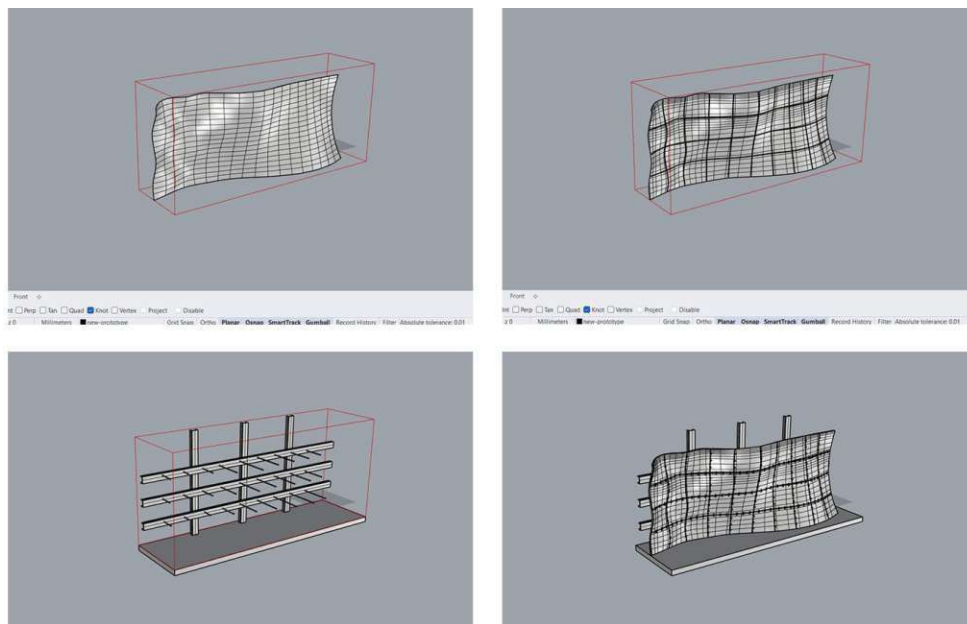 Front
Perp Tan Quad Knot Vertex Project Disable
z 0 Millimeters new-prototype Grid Snap Ortho Planar Osnap SmartTrack Gumball Record History Filter Absolute tolerance: 0.01
Front
Perp Tan Quad Knot Vertex Project Disable
z 0 Millimeters new-prototype Grid Snap Ortho Planar Osnap SmartTrack Gumball Record History Filter Absolute tolerance: 0.01